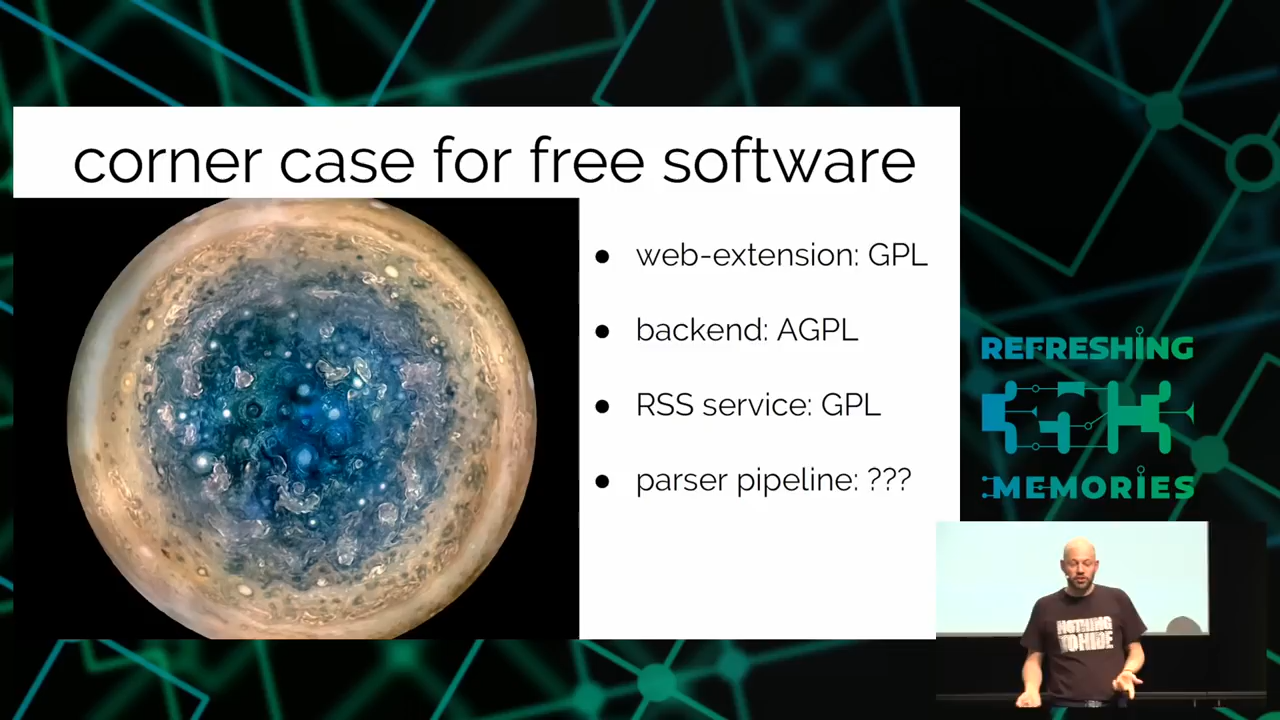 corner case for free software
● web-extension: GPL
● backend: AGPL
● RSS service: GPL
● parser pipeline: ???
REFRESHING
35K
MEMORIES
NOTHING
TO HIDE